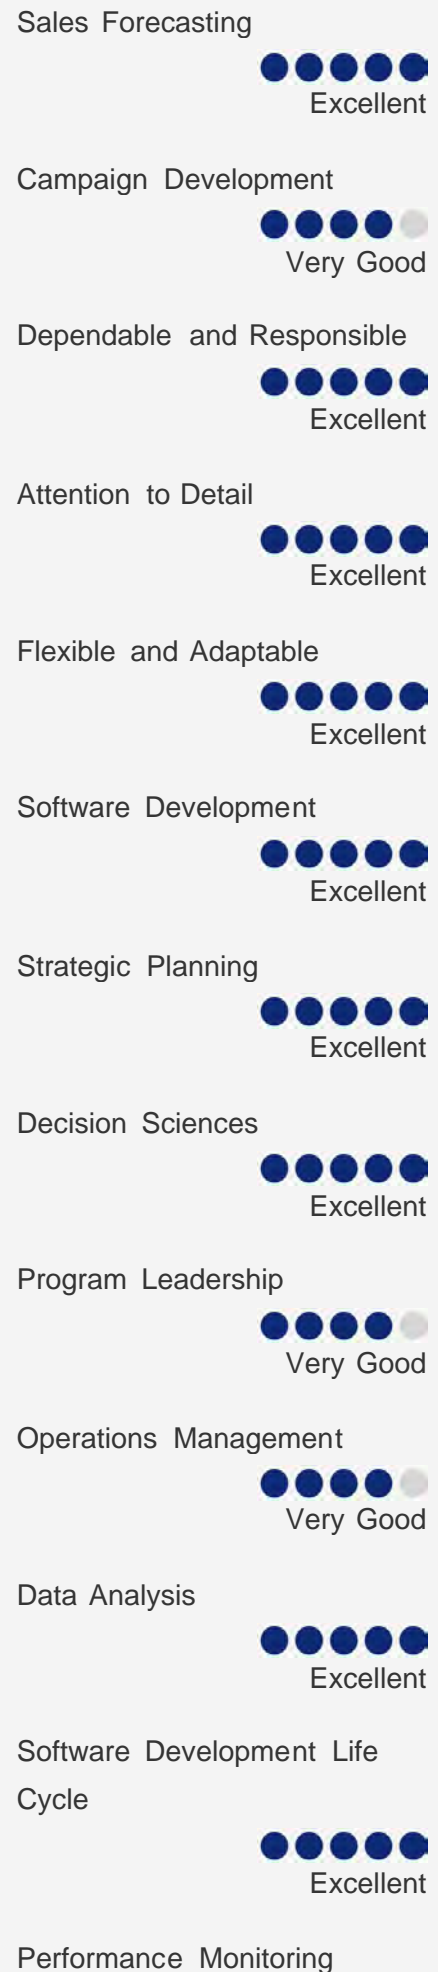 Sales Forecasting
Excellent
Campaign Development
Very Good
Dependable and Responsible
Excellent
Attention to Detail
Excellent
Flexible and Adaptable
Excellent
Software Development
Excellent
Strategic Planning
Excellent
Decision Sciences
Excellent
Program Leadership
Very Good
Operations Management
Very Good
Data Analysis
Excellent
Software Development Life
Cycle
Excellent
Performance Monitoring